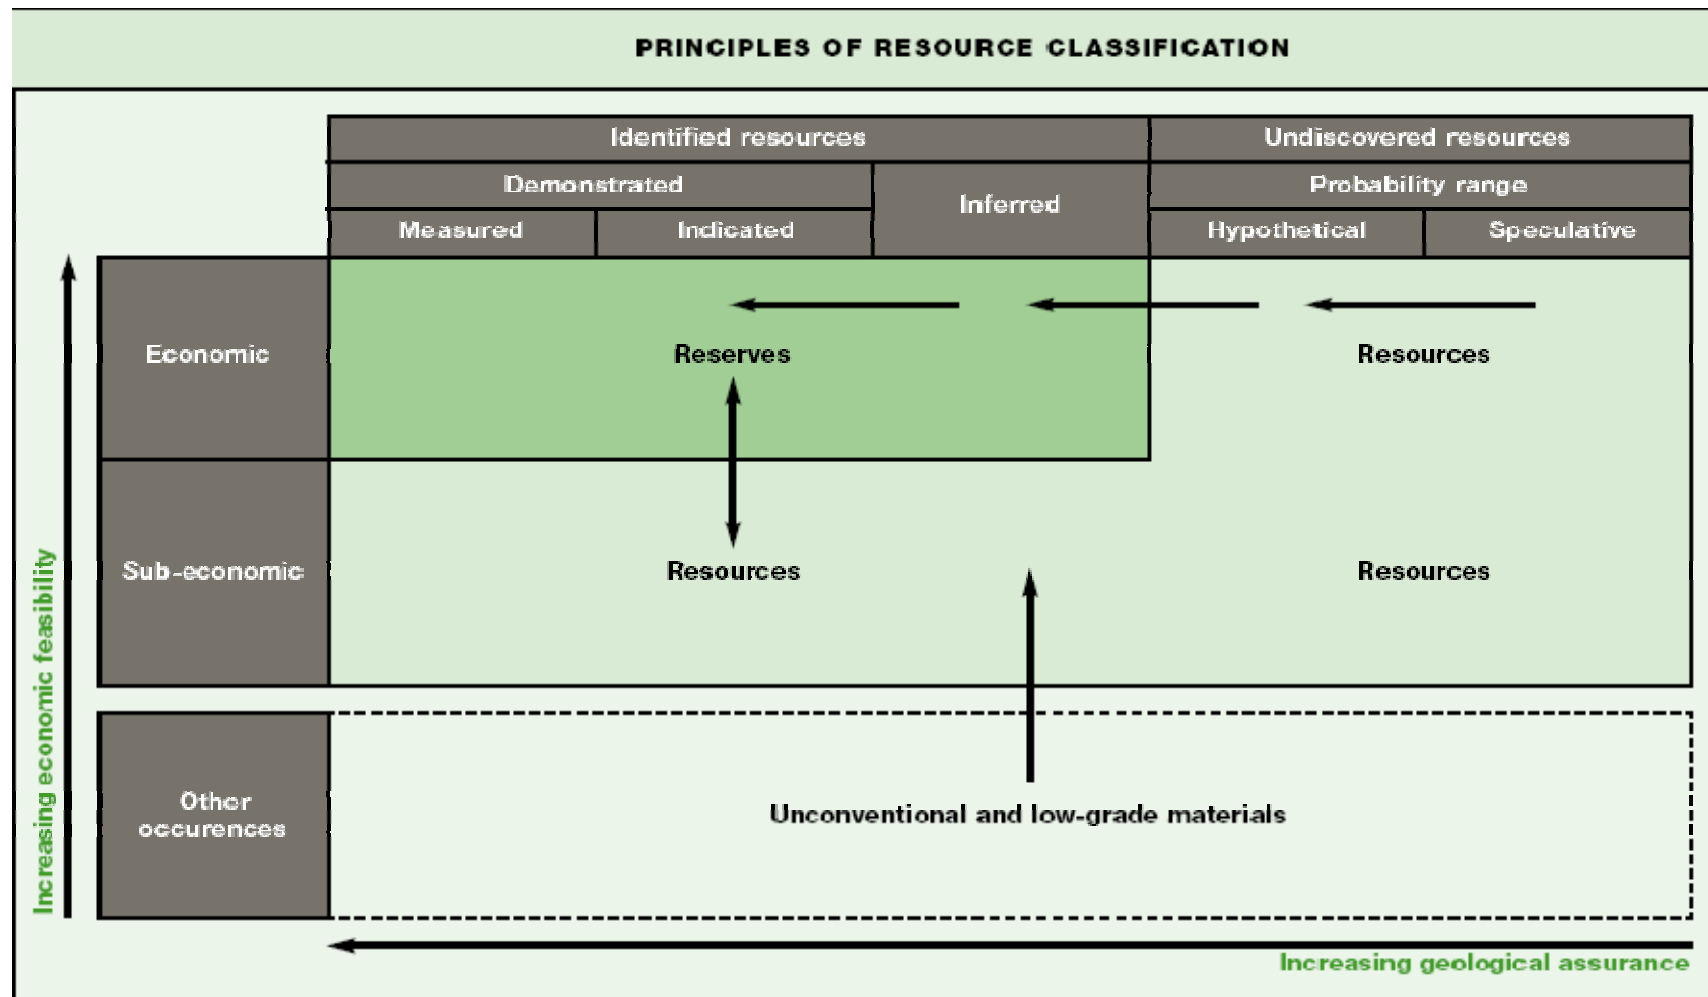 PRINCIPLES OF RESOURCE CLASSIFICATION
Identified resources
Undiscovered resources
Demonstrated
Inferred
Probability range
Measured
Indicated
Hypothetical
Speculative
Economic
Reserves
Resources
Sub-economic
Resources
Resources
Other
occurences
Unconventional and low-grade materials
Increasing economic feasibility
Increasing geological assurance